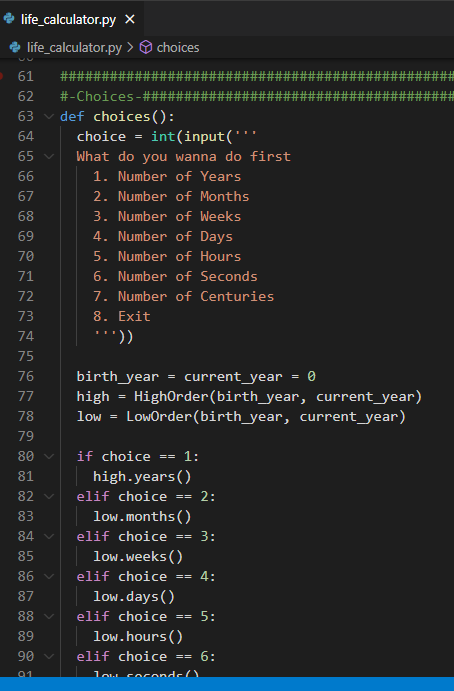 life_calculator.py ×
life_calculator.py > choices
61 ################################################
62 #-Choices-######################################
63 def choices():
64 choice = int(input('''
65 What do you wanna do first
66 1. Number of Years
67 2. Number of Months
68 3. Number of Weeks
69 4. Number of Days
70 5. Number of Hours
71 6. Number of Seconds
72 7. Number of Centuries
73 8. Exit
74 '''))
75
76 birth_year = current_year = 0
77 high = HighOrder(birth_year, current_year)
78 low = LowOrder(birth_year, current_year)
79
80 if choice == 1:
81 high.years()
82 elif choice == 2:
83 low.months()
84 elif choice == 3:
85 low.weeks()
86 elif choice == 4:
87 low.days()
88 elif choice == 5:
89 low.hours()
90 elif choice == 6:
91 low.seconds()